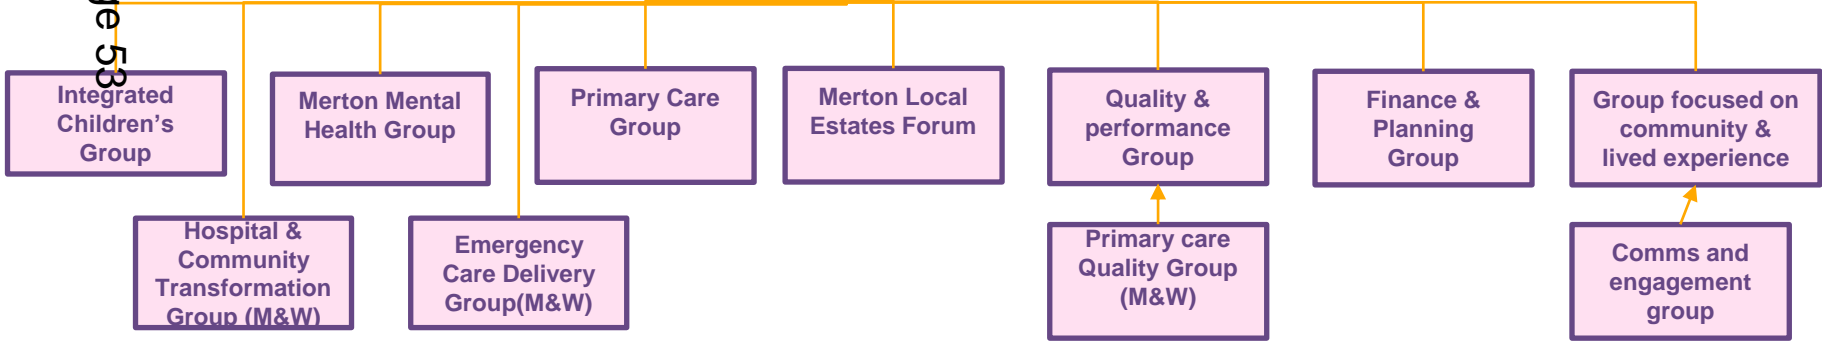 ge 53
Integrated
Children’s
Group
Merton Mental
Health Group
Primary Care
Group
Merton Local
Estates Forum
Quality &
performance
Group
Finance &
Planning
Group
Group focused on
community &
lived experience
Hospital &
Community
Transformation
Group (M&W)
Emergency
Care Delivery
Group(M&W)
Primary care
Quality Group
(M&W)
Comms and
engagement
group